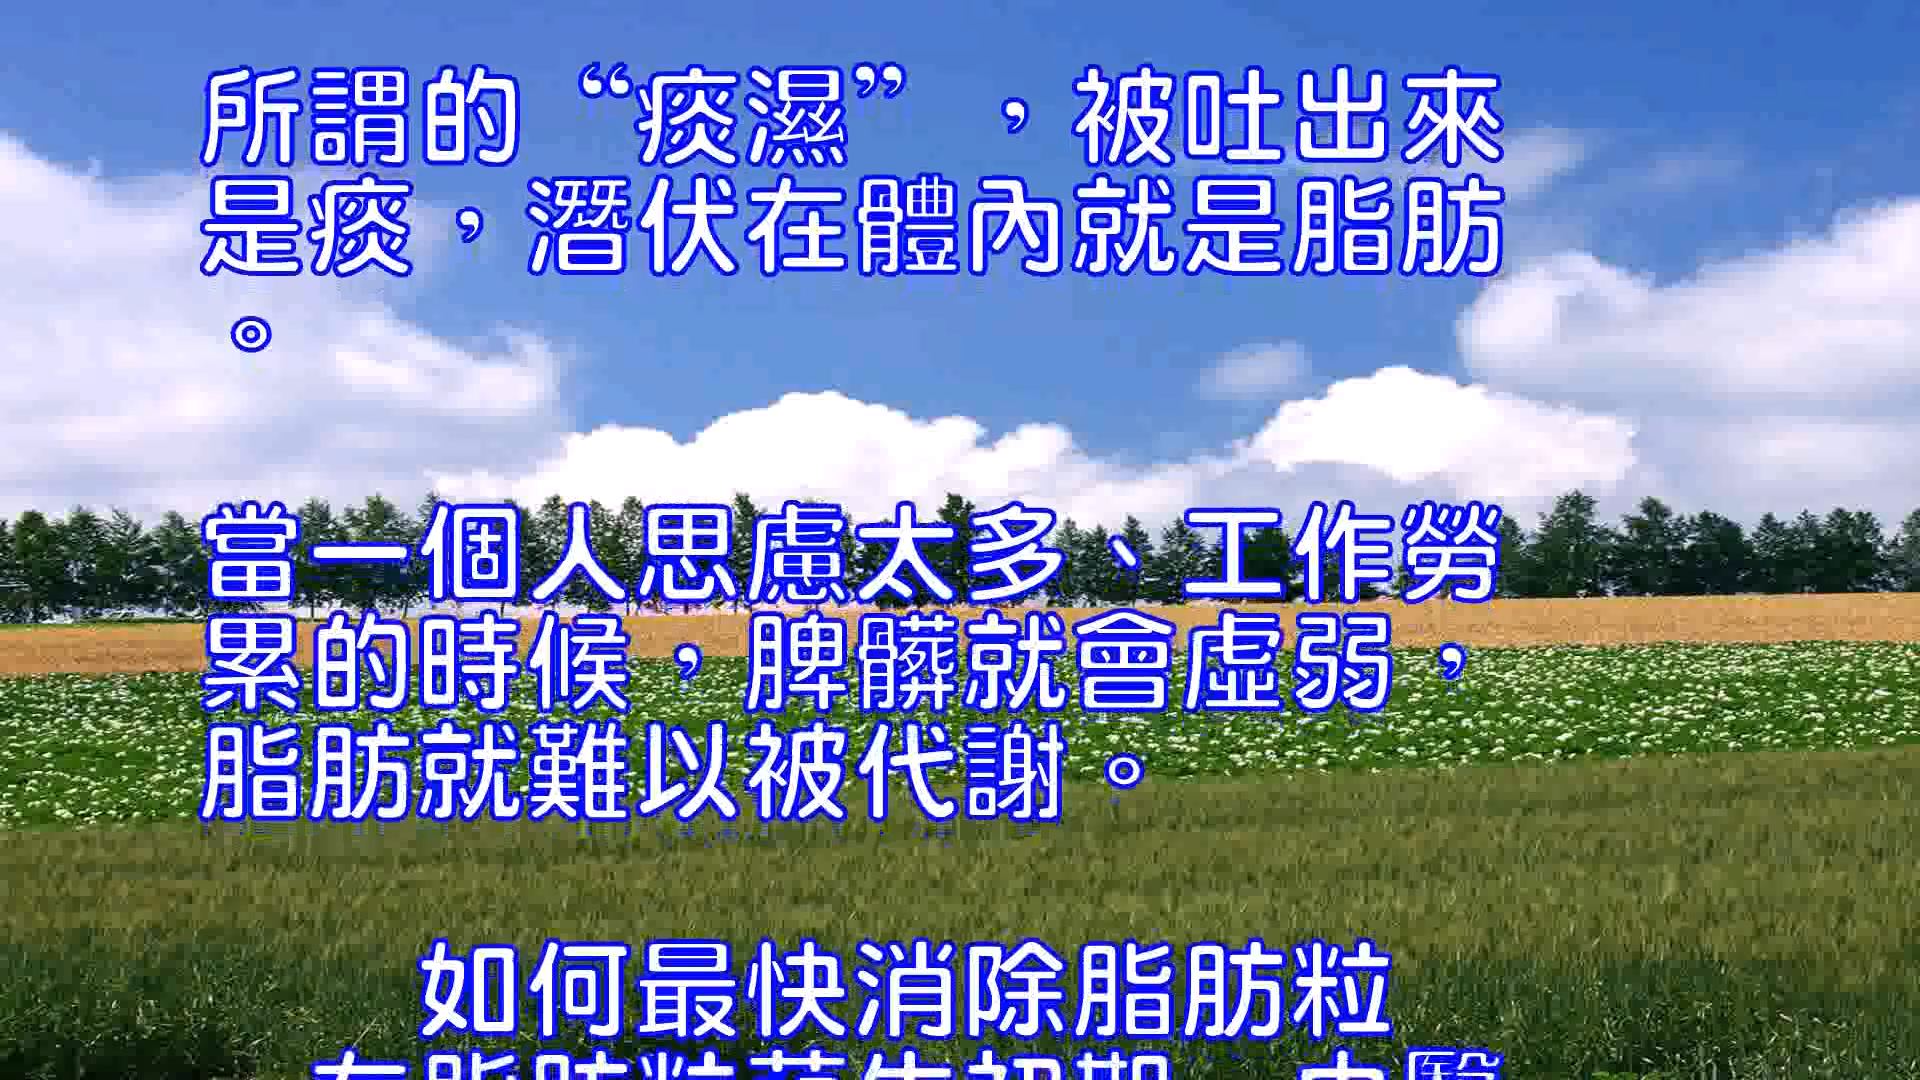 所謂的“痰濕”，被吐出來
是痰，潛伏在體內就是脂肪
。
當一個人思慮太多、工作勞
累的時候，脾髒就會虛弱，
脂肪就難以被代謝。
如何最快消除脂肪粒